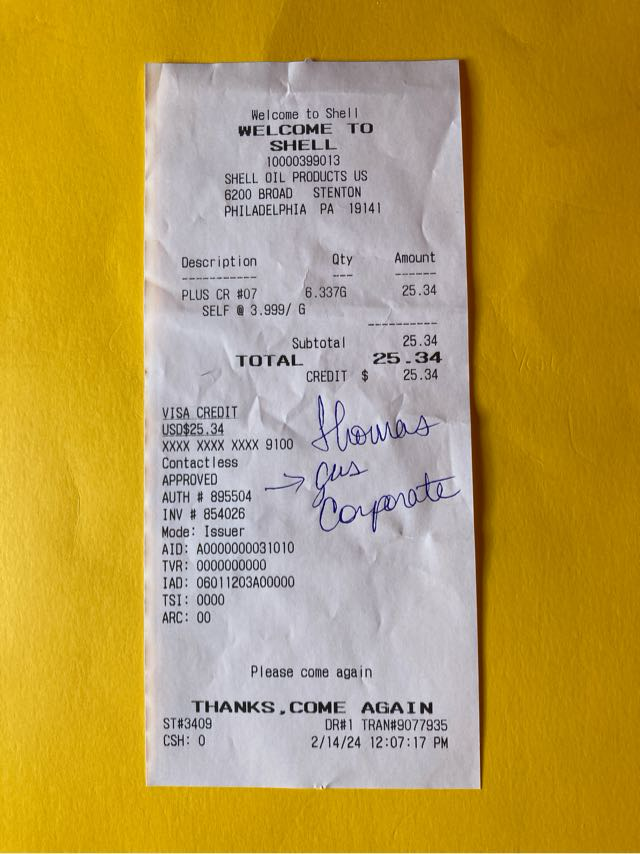 Welcome to Shell
WELCOME TO
SHELL
10000399013
SHELL OIL PRODUCTS US
6200 BROAD STENTON
PHILADELPHIA PA 19141
Description Qty Amount
----------- --- ------
PLUS CR #07 6.337G 25.34
SELF @ 3.999/ G
----------
Subtotal 25.34
TOTAL 25.34
CREDIT $ 25.34
VISA CREDIT
USD$25.34
XXXX XXXX XXXX 9100
Contactless
APPROVED
AUTH # 895504
INV # 854026
Mode: Issuer
AID: A0000000031010
TVR: 0000000000
IAD: 06011203A00000
TSI: 0000
ARC: 00
Thomas
→ gas
Corporate
Please come again
THANKS,COME AGAIN
ST#3409 DR#1 TRAN#9077935
CSH: 0 2/14/24 12:07:17 PM